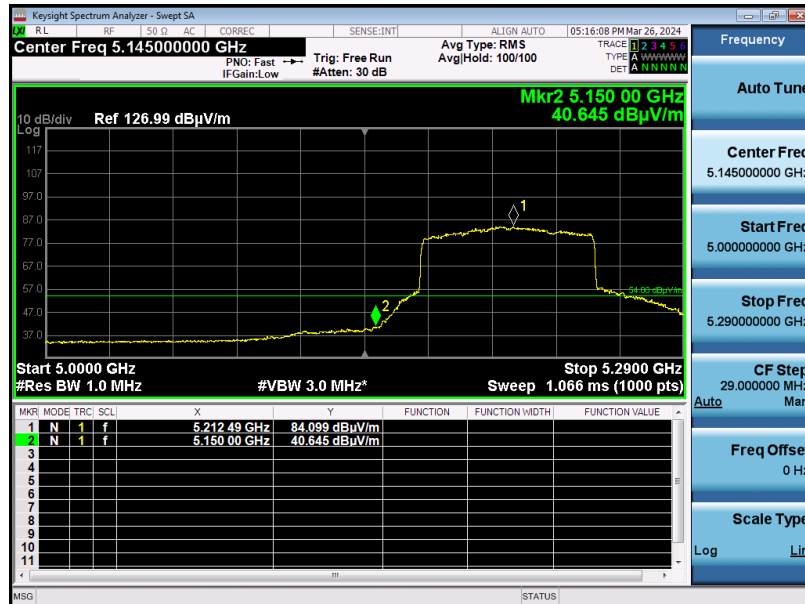 Keysight Spectrum Analyzer - Swept SA
LXI RL RF 50 Ω AC CORREC SENSE:INT ALIGN AUTO 05:16:08 PM Mar 26, 2024
Center Freq 5.145000000 GHz
PNO: Fast
IFGain:Low
Trig: Free Run
#Atten: 30 dB
Avg Type: RMS
Avg|Hold: 100/100
TRACE 1 2 3 4 5 6
TYPE A WWWWW
DET A N N N N N
Mkr2 5.150 00 GHz
40.645 dBµV/m
10 dB/div Ref 126.99 dBµV/m
Log
117
107
97.0
87.0
77.0
67.0
57.0
47.0
37.0
1
2
54.00 dBµV/m
Start 5.0000 GHz Stop 5.2900 GHz
#Res BW 1.0 MHz #VBW 3.0 MHz* Sweep 1.066 ms (1000 pts)
MKR MODE TRC SCL X Y FUNCTION FUNCTION WIDTH FUNCTION VALUE
1 N 1 f 5.212 49 GHz 84.099 dBµV/m
2 N 1 f 5.150 00 GHz 40.645 dBµV/m
3
4
5
6
7
8
9
10
11
MSG STATUS
Frequency
Auto Tune
Center Freq
5.145000000 GHz
Start Freq
5.000000000 GHz
Stop Freq
5.290000000 GHz
CF Step
29.000000 MHz
Auto Man
Freq Offset
0 Hz
Scale Type
Log Lin